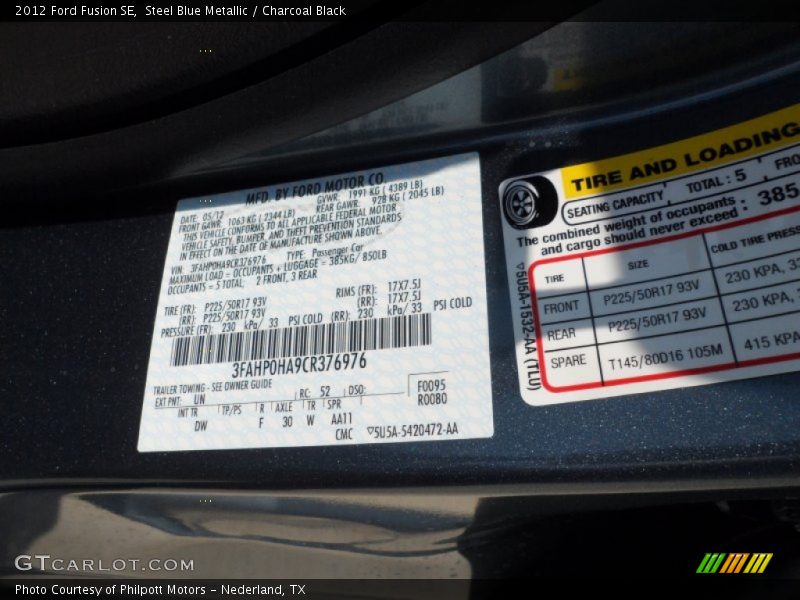 2012 Ford Fusion SE,  Steel Blue Metallic / Charcoal Black
MFD. BY FORD MOTOR CO.
DATE: 05/12 GVWR: 1991 KG ( 4389 LB)
FRONT GAWR: 1063 KG ( 2344 LB) REAR GAWR: 928 KG ( 2045 LB)
THIS VEHICLE CONFORMS TO ALL APPLICABLE FEDERAL MOTOR
VEHICLE SAFETY, BUMPER, AND THEFT PREVENTION STANDARDS
IN EFFECT ON THE DATE OF MANUFACTURE SHOWN ABOVE.
VIN: 3FAHP0HA9CR376976 TYPE: Passenger Car
MAXIMUM LOAD = OCCUPANTS + LUGGAGE = 385KG/ 850LB
OCCUPANTS = 5 TOTAL; 2 FRONT, 3 REAR
TIRE (FR): P225/50R17 93V RIMS (FR): 17X7.5J
(RR): P225/50R17 93V (RR): 17X7.5J
PRESSURE (FR): 230 kPa/ 33 PSI COLD (RR): 230 kPa/ 33 PSI COLD
3FAHP0HA9CR376976
TRAILER TOWING - SEE OWNER GUIDE
EXT PNT: UN RC: 52 DSO: F0095
R0080
INT TR TP/PS R AXLE TR SPR
DW F 30 W AA11
CMC ▽5U5A-5420472-AA
TIRE AND LOADING
SEATING CAPACITY TOTAL : 5 FRO
The combined weight of occupants
and cargo should never exceed : 385
TIRE SIZE COLD TIRE PRESS
FRONT P225/50R17 93V 230 KPA, 33
REAR P225/50R17 93V 230 KPA,
SPARE T145/80D16 105M 415 KPA
▽5U5A-1532-AA (TLU)
GTCARLOT.COM
Photo Courtesy of Philpott Motors - Nederland, TX